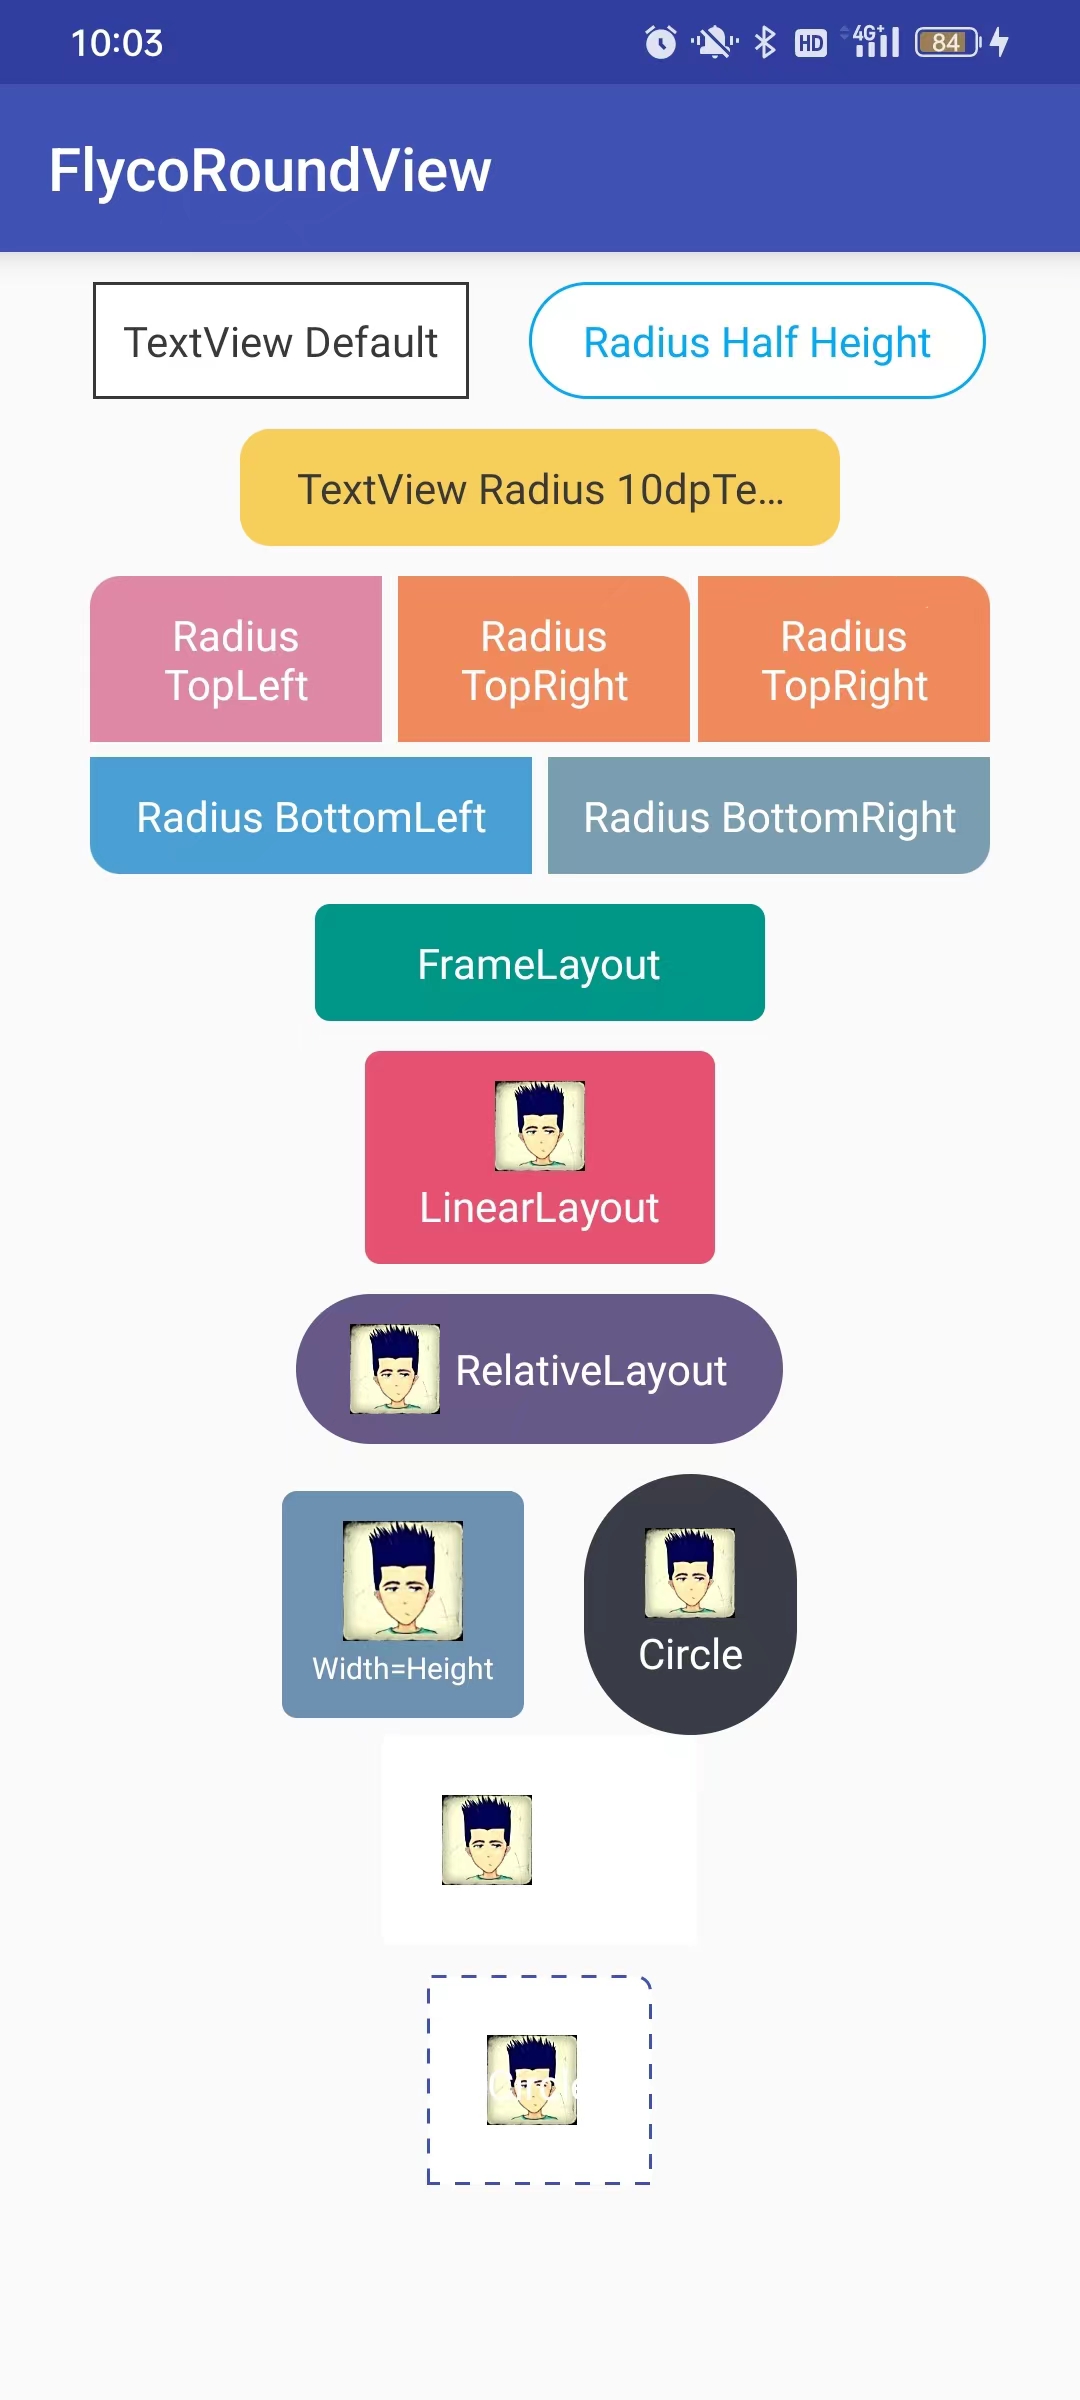 10:03
HD
4G+
84
FlycoRoundView
TextView Default
Radius Half Height
TextView Radius 10dpTe...
Radius
TopLeft
Radius
TopRight
Radius
TopRight
Radius BottomLeft
Radius BottomRight
FrameLayout
LinearLayout
RelativeLayout
Width=Height
Circle
Circle